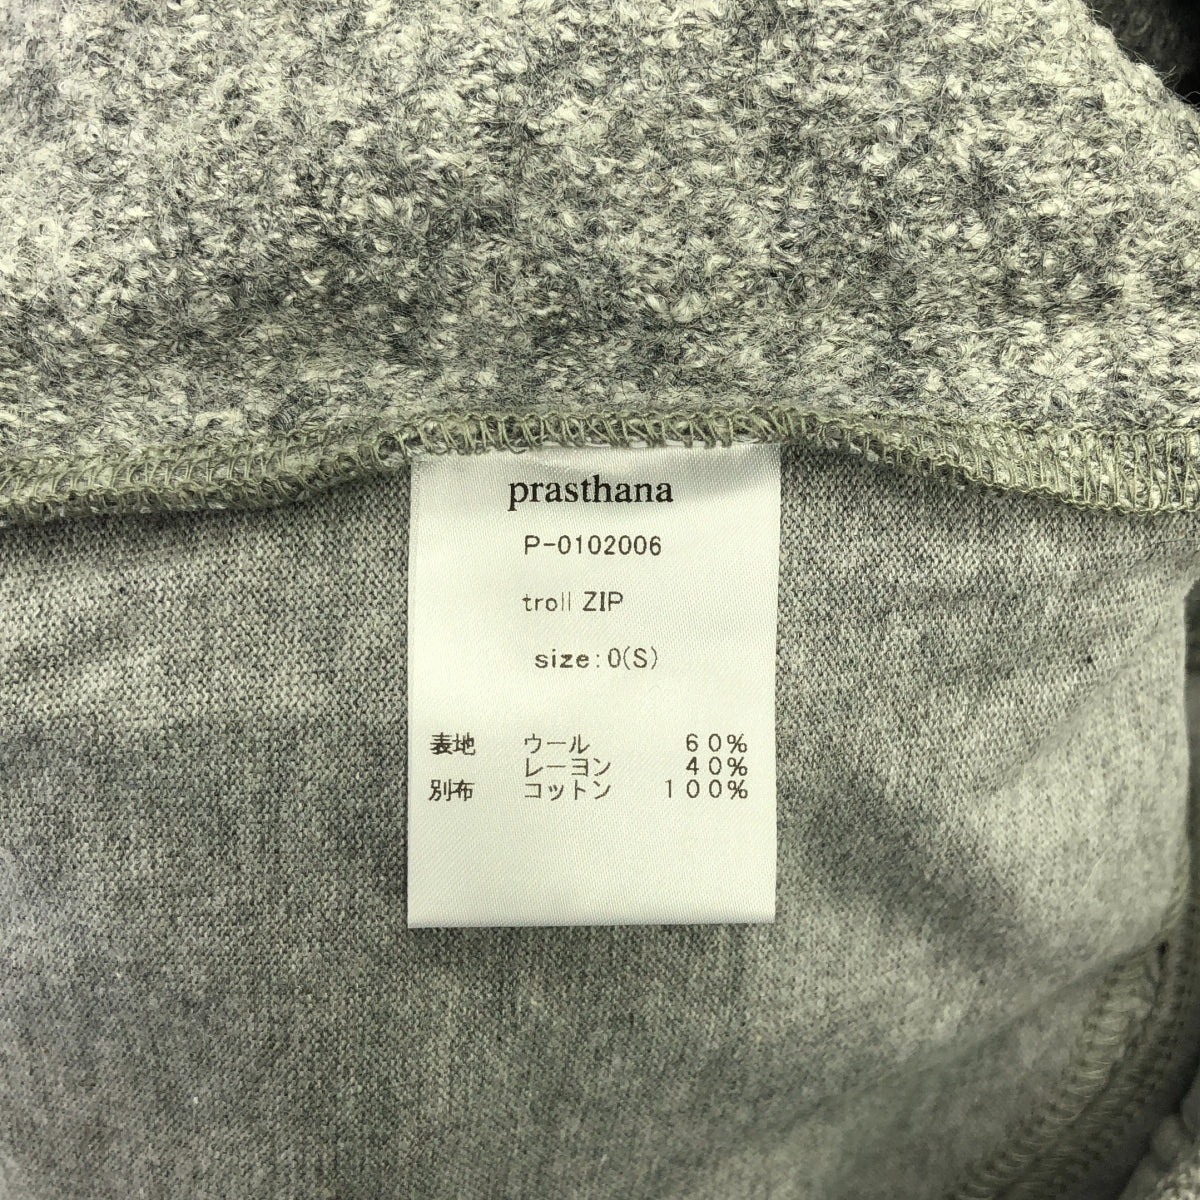 prasthana
P-0102006
troll ZIP
size:0(S)
表地 ウール 60%
レーヨン 40%
別布 コットン 100%